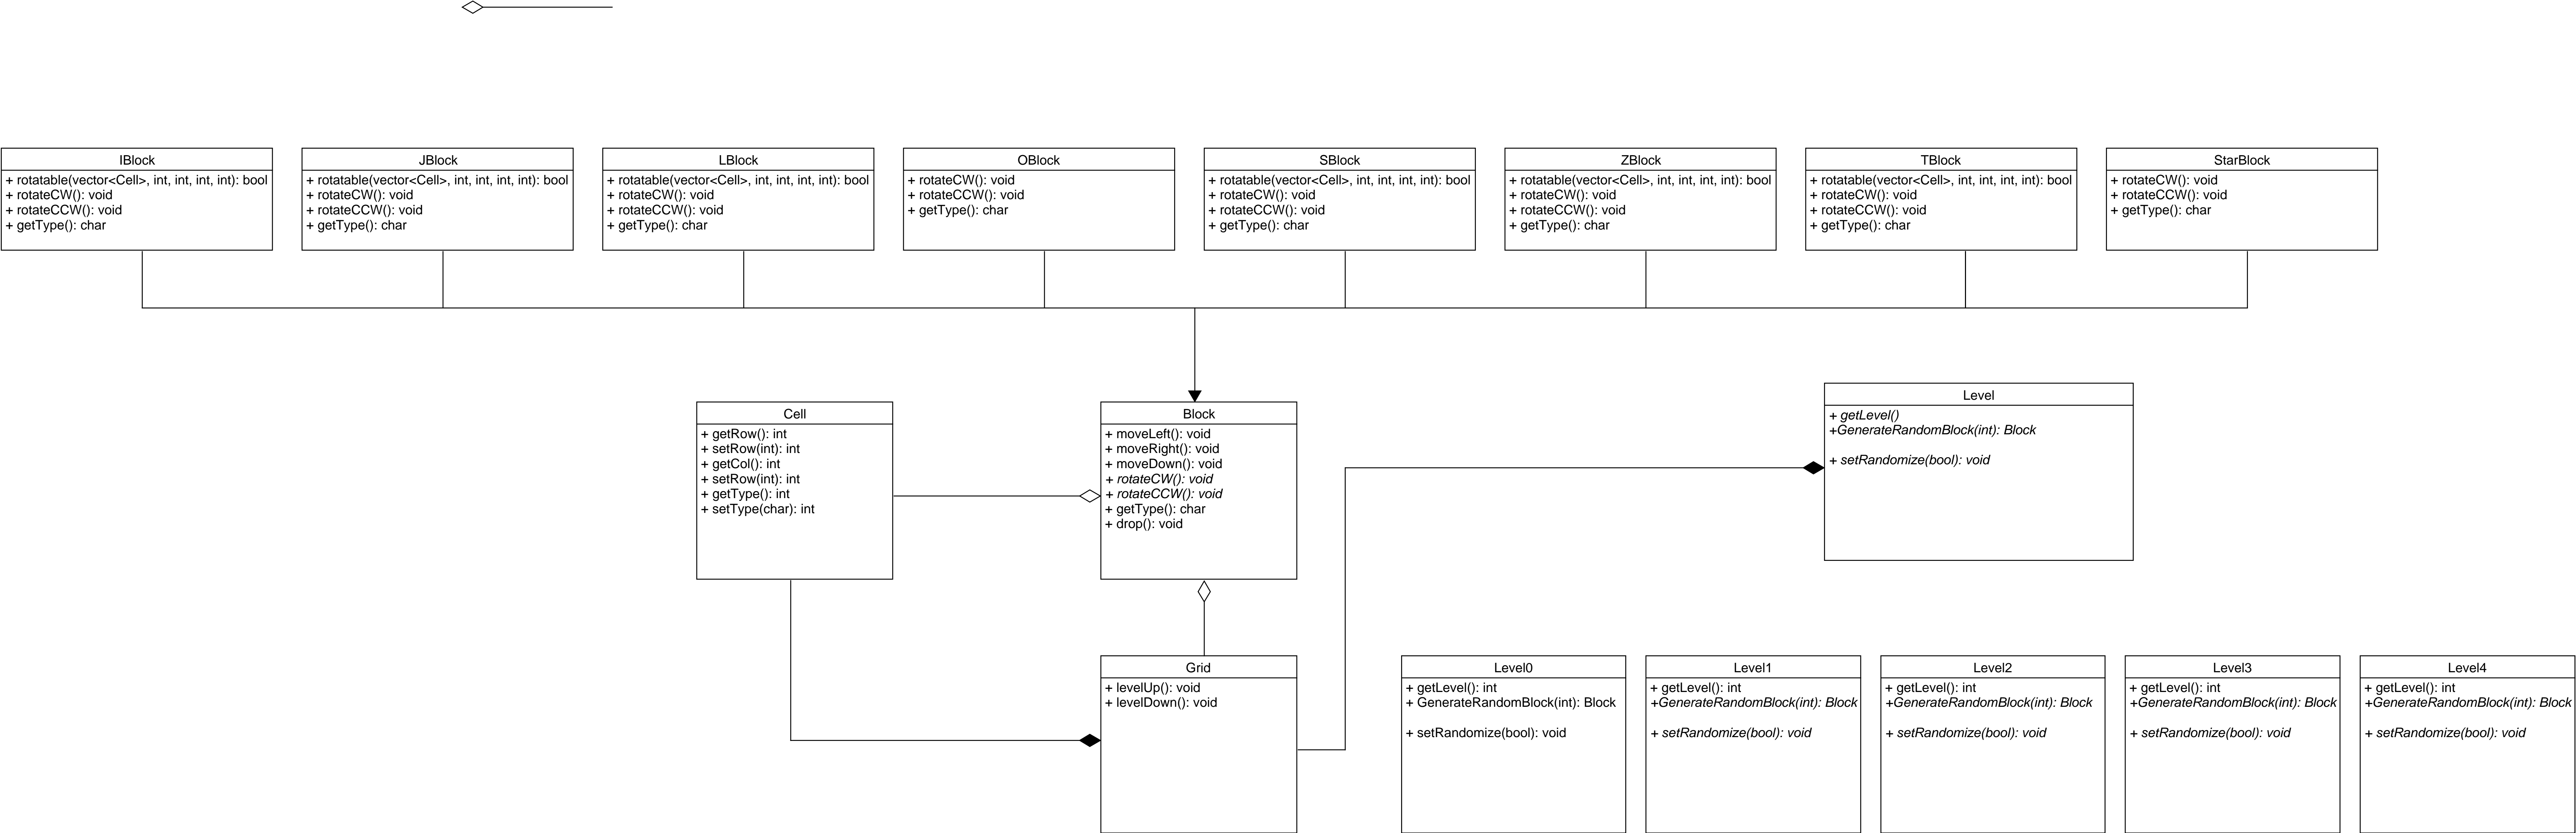 IBlock
+ rotatable(vector<Cell>, int, int, int, int): bool
+ rotateCW(): void
+ rotateCCW(): void
+ getType(): char
JBlock
+ rotatable(vector<Cell>, int, int, int, int): bool
+ rotateCW(): void
+ rotateCCW(): void
+ getType(): char
LBlock
+ rotatable(vector<Cell>, int, int, int, int): bool
+ rotateCW(): void
+ rotateCCW(): void
+ getType(): char
OBlock
+ rotateCW(): void
+ rotateCCW(): void
+ getType(): char
SBlock
+ rotatable(vector<Cell>, int, int, int, int): bool
+ rotateCW(): void
+ rotateCCW(): void
+ getType(): char
ZBlock
+ rotatable(vector<Cell>, int, int, int, int): bool
+ rotateCW(): void
+ rotateCCW(): void
+ getType(): char
TBlock
+ rotatable(vector<Cell>, int, int, int, int): bool
+ rotateCW(): void
+ rotateCCW(): void
+ getType(): char
StarBlock
+ rotateCW(): void
+ rotateCCW(): void
+ getType(): char
Cell
+ getRow(): int
+ setRow(int): int
+ getCol(): int
+ setRow(int): int
+ getType(): int
+ setType(char): int
Block
+ moveLeft(): void
+ moveRight(): void
+ moveDown(): void
+ rotateCW(): void
+ rotateCCW(): void
+ getType(): char
+ drop(): void
Level
+ getLevel()
+GenerateRandomBlock(int): Block
+ setRandomize(bool): void
Grid
+ levelUp(): void
+ levelDown(): void
Level0
+ getLevel(): int
+ GenerateRandomBlock(int): Block
+ setRandomize(bool): void
Level1
+ getLevel(): int
+GenerateRandomBlock(int): Block
+ setRandomize(bool): void
Level2
+ getLevel(): int
+GenerateRandomBlock(int): Block
+ setRandomize(bool): void
Level3
+ getLevel(): int
+GenerateRandomBlock(int): Block
+ setRandomize(bool): void
Level4
+ getLevel(): int
+GenerateRandomBlock(int): Block
+ setRandomize(bool): void